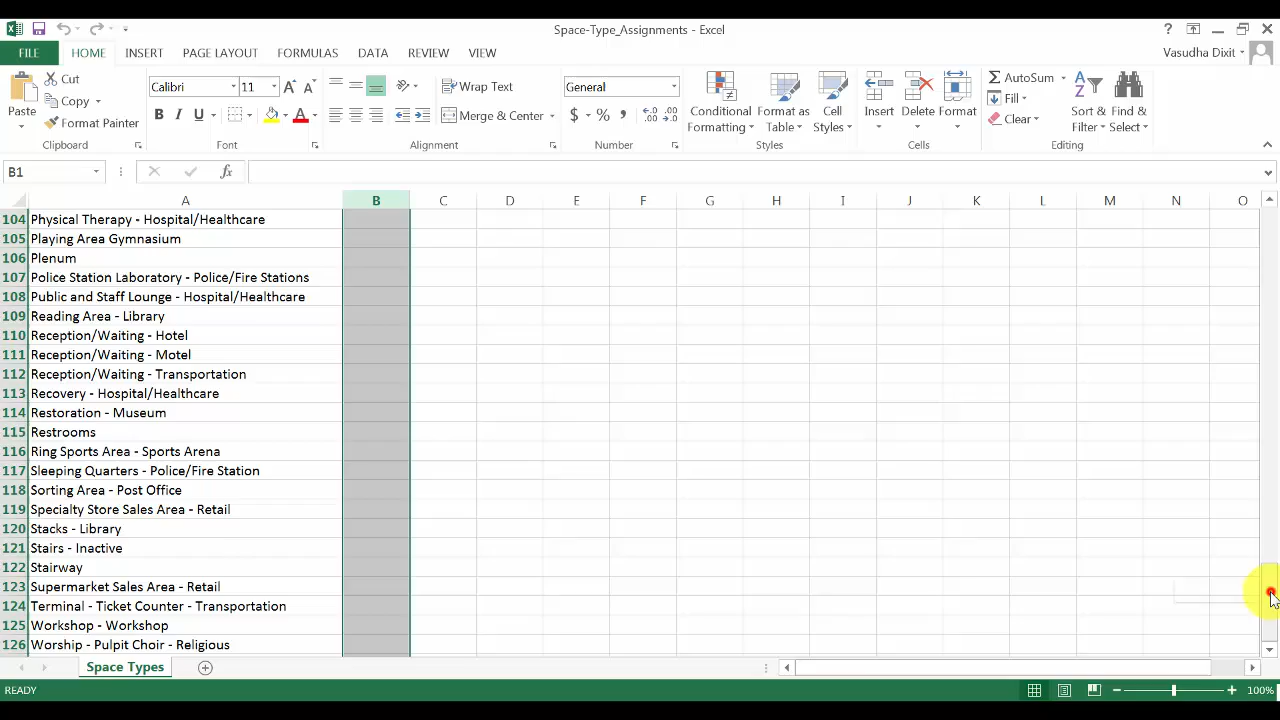 Space-Type_Assignments - Excel
?
FILE HOME INSERT PAGE LAYOUT FORMULAS DATA REVIEW VIEW
Vasudha Dixit
Paste
Cut
Copy
Format Painter
Clipboard
Calibri 11 A A
B I U A
Font
Wrap Text
Merge & Center
Alignment
General
$ % , .0 .00 .00 .0
Number
Conditional Formatting
Format as Table
Cell Styles
Styles
Insert Delete Format
Cells
AutoSum
Fill
Clear
Sort & Filter
Find & Select
Editing
B1 fx
A B C D E F G H I J K L M N O
104 Physical Therapy - Hospital/Healthcare
105 Playing Area Gymnasium
106 Plenum
107 Police Station Laboratory - Police/Fire Stations
108 Public and Staff Lounge - Hospital/Healthcare
109 Reading Area - Library
110 Reception/Waiting - Hotel
111 Reception/Waiting - Motel
112 Reception/Waiting - Transportation
113 Recovery - Hospital/Healthcare
114 Restoration - Museum
115 Restrooms
116 Ring Sports Area - Sports Arena
117 Sleeping Quarters - Police/Fire Station
118 Sorting Area - Post Office
119 Specialty Store Sales Area - Retail
120 Stacks - Library
121 Stairs - Inactive
122 Stairway
123 Supermarket Sales Area - Retail
124 Terminal - Ticket Counter - Transportation
125 Workshop - Workshop
126 Worship - Pulpit Choir - Religious
Space Types
READY
100%